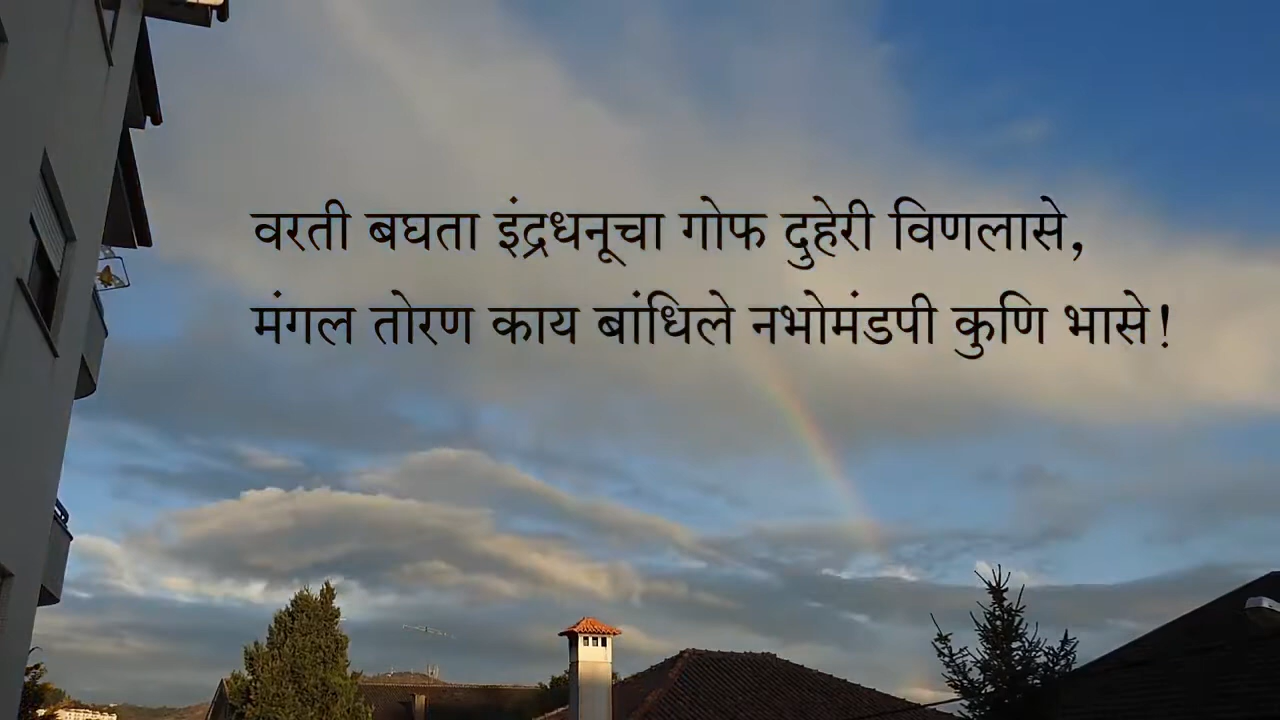 वरती बघता इंद्रधनूचा गोफ दुहेरी विणलासे,
मंगल तोरण काय बांधिले नभोमंडपी कुणि भासे!